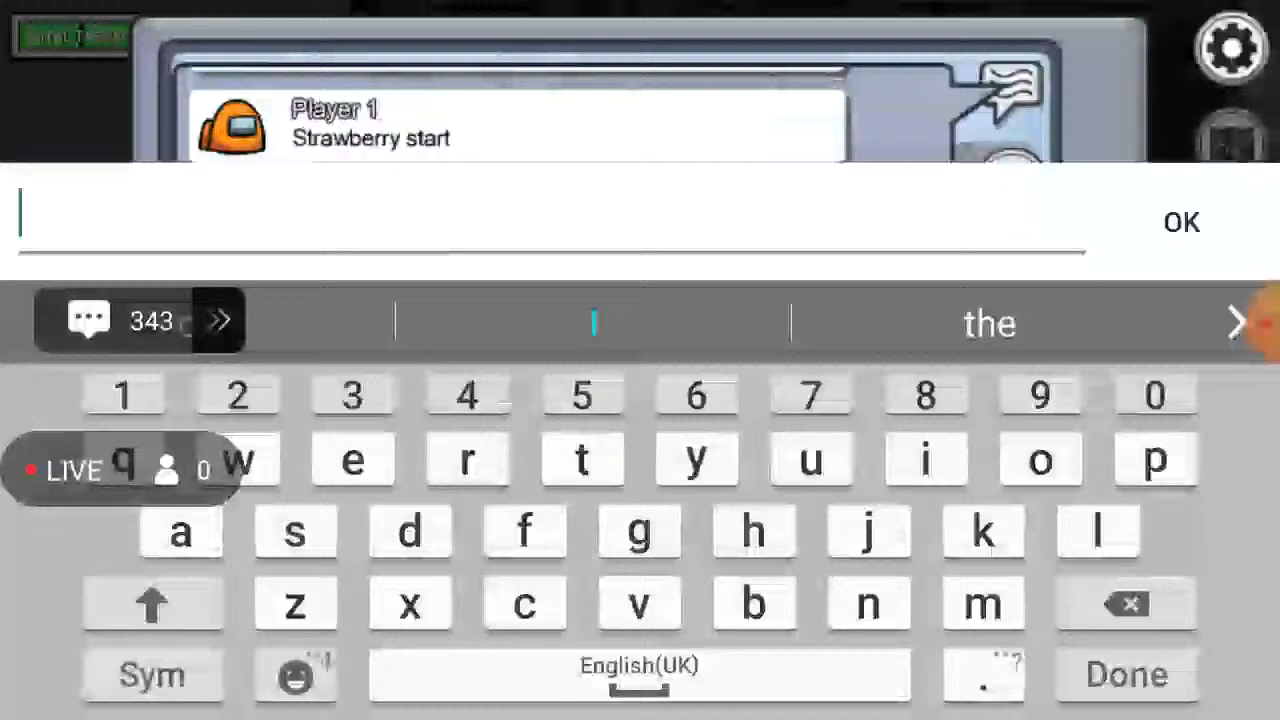 Player 1
Strawberry start
OK
343
I
the
1 2 3 4 5 6 7 8 9 0
LIVE 0
q w e r t y u i o p
a s d f g h j k l
z x c v b n m
Sym
English(UK)
. ?
Done